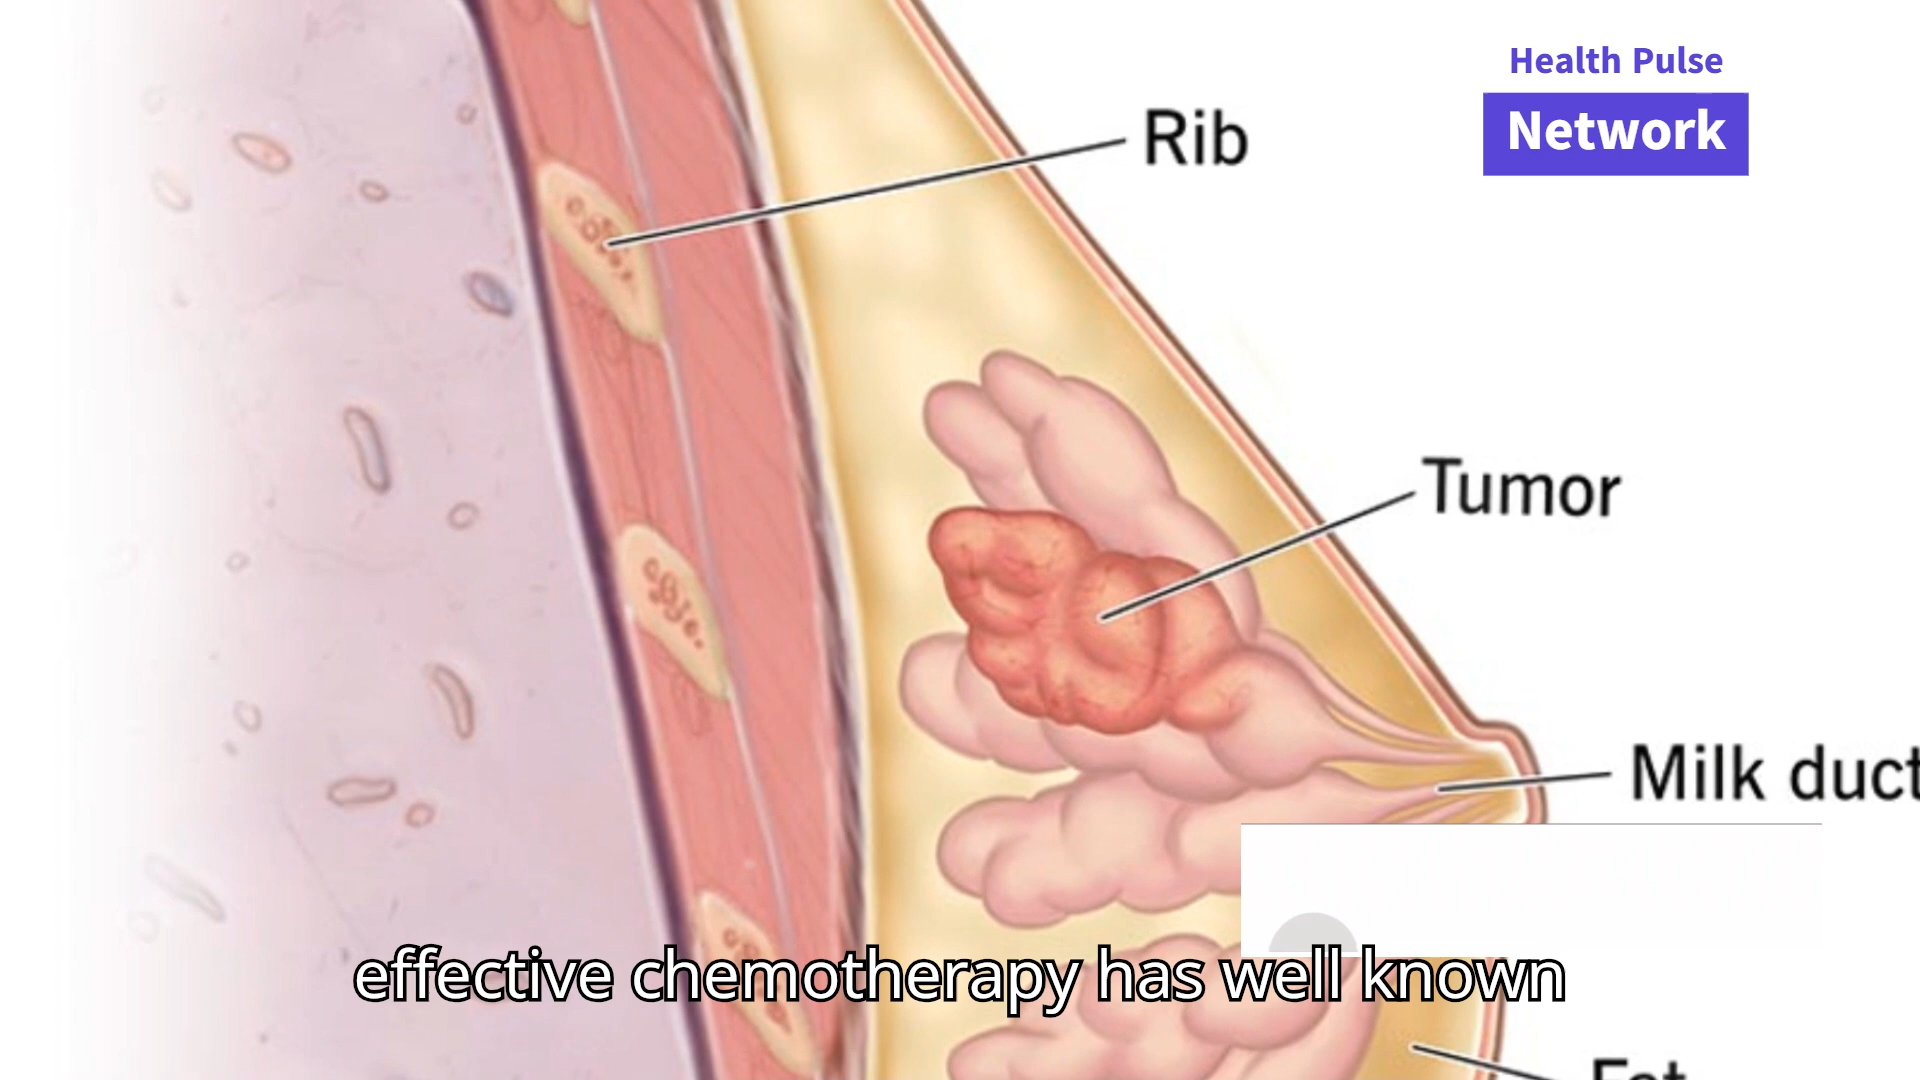 Health Pulse
Network
Rib
Tumor
Milk duct
effective chemotherapy has well known
Fat